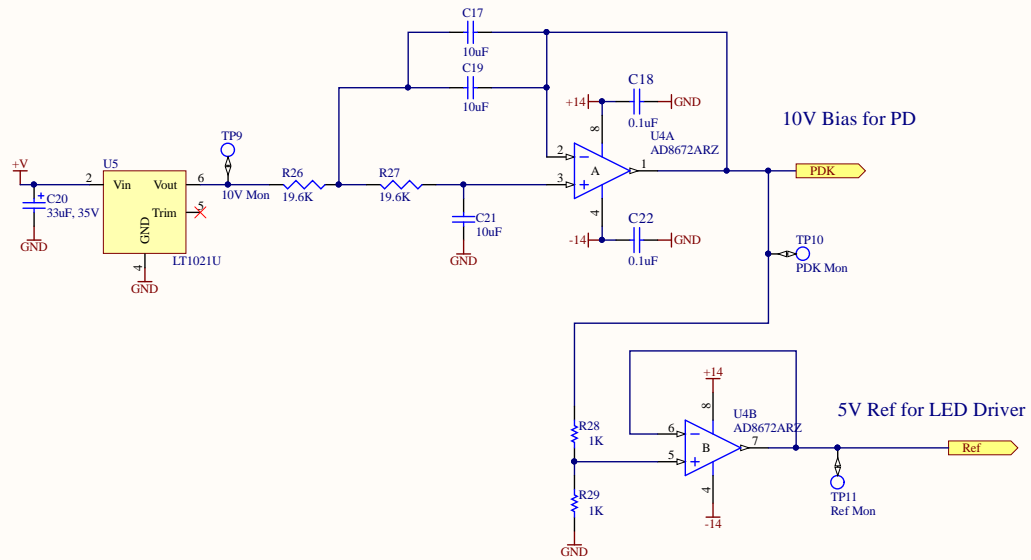 C17
10uF
C19
10uF
C18
+14
GND
0.1uF
10V Bias for PD
8
U4A
AD8672ARZ
TP9
+V
U5
2
Vin
Vout
6
10V Mon
R26
19.6K
R27
19.6K
2
A
1
3
PDK
C20
33uF, 35V
GND
Trim
5
GND
4
LT1021U
GND
C21
10uF
GND
4
C22
-14
GND
0.1uF
TP10
PDK Mon
+14
8
5V Ref for LED Driver
U4B
AD8672ARZ
R28
1K
6
B
7
5
Ref
R29
1K
4
TP11
Ref Mon
-14
GND